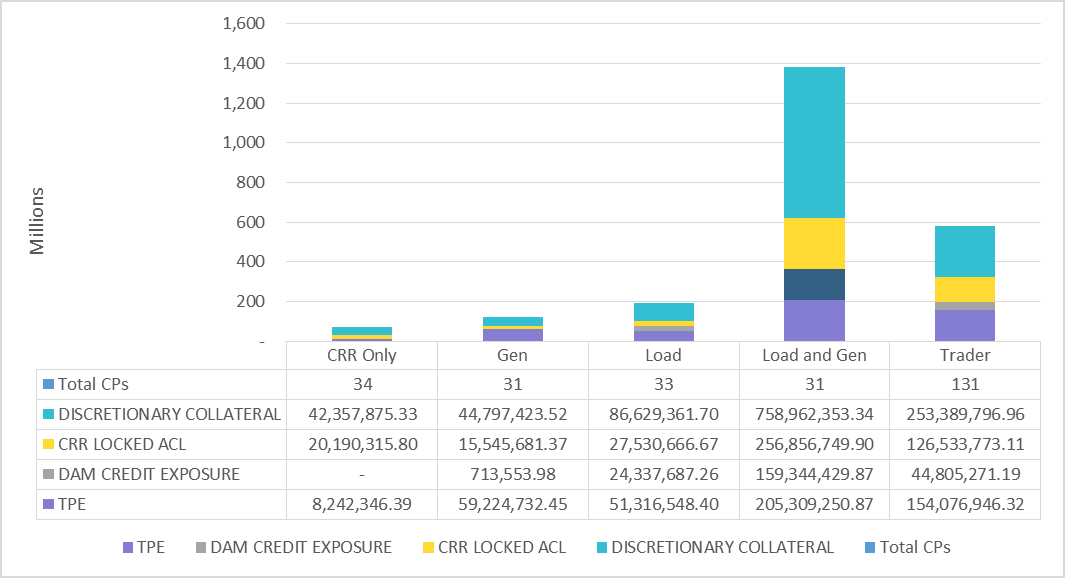 1,600
1,400
1,200
1,000
800
600
400
200
-
Millions
CRR Only Gen Load Load and Gen Trader
Total CPs 34 31 33 31 131
DISCRETIONARY COLLATERAL 42,357,875.33 44,797,423.52 86,629,361.70 758,962,353.34 253,389,796.96
CRR LOCKED ACL 20,190,315.80 15,545,681.37 27,530,666.67 256,856,749.90 126,533,773.11
DAM CREDIT EXPOSURE - 713,553.98 24,337,687.26 159,344,429.87 44,805,271.19
TPE 8,242,346.39 59,224,732.45 51,316,548.40 205,309,250.87 154,076,946.32
TPE DAM CREDIT EXPOSURE CRR LOCKED ACL DISCRETIONARY COLLATERAL Total CPs